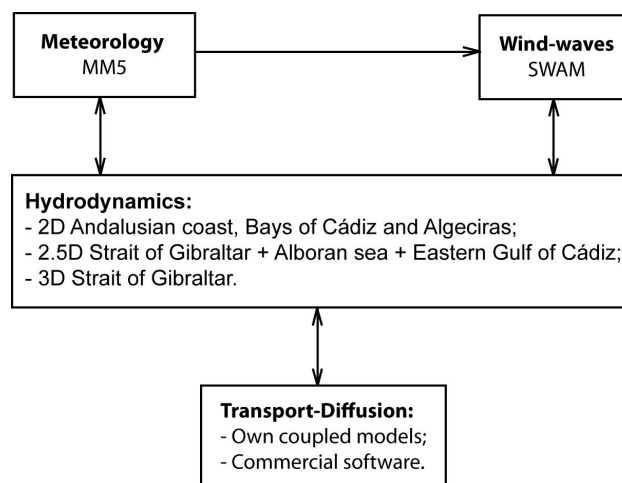 Meteorology
MM5
Wind-waves
SWAM
Hydrodynamics:
- 2D Andalusian coast, Bays of Cádiz and Algeciras;
- 2.5D Strait of Gibraltar + Alboran sea + Eastern Gulf of Cádiz;
- 3D Strait of Gibraltar.
Transport-Diffusion:
- Own coupled models;
- Commercial software.